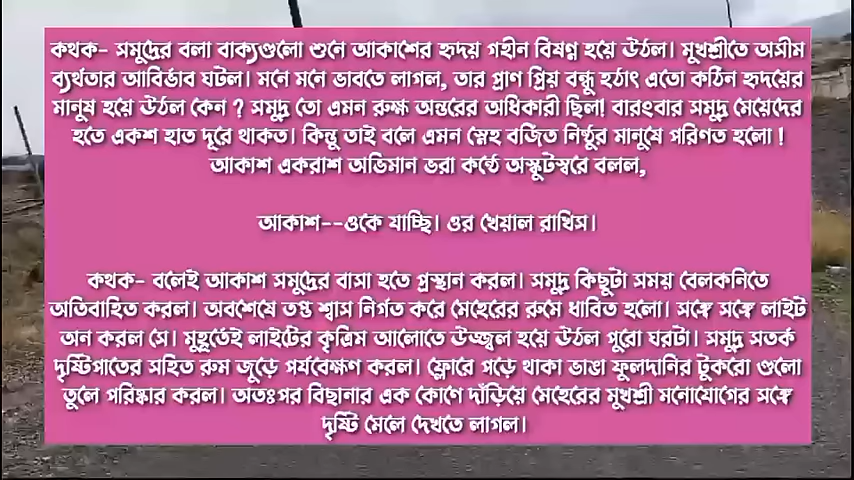 কথক- সমুদ্রের বলা বাক্যগুলো শুনে আকাশের হৃদয় গহীন বিষণ্ন হয়ে উঠল। মুখশ্রীতে অসীম
ব্যর্থতার আবির্ভাব ঘটল। মনে মনে ভাবতে লাগল, তার প্রাণ প্রিয় বন্ধু হঠাৎ এতো কঠিন হৃদয়ের
মানুষ হয়ে উঠল কেন ? সমুদ্র তো এমন রুক্ষ অন্তরের অধিকারী ছিলা! বারংবার সমুদ্র মেয়েদের
হতে একশ হাত দূরে থাকত। কিন্তু তাই বলে এমন স্নেহ বর্জিত নিষ্ঠুর মানুষে পরিণত হলো !
আকাশ একরাশ অভিমান ভরা কন্ঠে অস্ফুটস্বরে বলল,
আকাশ--ওকে যাচ্ছি। ওর খেয়াল রাখিস।
কথক- বলেই আকাশ সমুদ্রের বাসা হতে প্রস্থান করল। সমুদ্র কিছুটা সময় বেলকনিতে
অতিবাহিত করল। অবশেষে তপ্ত শ্বাস নির্গত করে মেহেরের রুমে ধাবিত হলো। সঙ্গে সঙ্গে লাইট
অন করল সে। মুহূর্তেই লাইটের কৃত্রিম আলোতে উজ্জ্বল হয়ে উঠল পুরো ঘরটা। সমুদ্র সতর্ক
দৃষ্টিপাতের সহিত রুম জুড়ে পর্যবেক্ষণ করল। ফ্লোরে পড়ে থাকা ভাঙা ফুলদানির টুকরো গুলো
তুলে পরিষ্কার করল। অতঃপর বিছানার এক কোণে দাঁড়িয়ে মেহেরের মুখশ্রী মনোযোগের সঙ্গে
দৃষ্টি মেলে দেখতে লাগল।